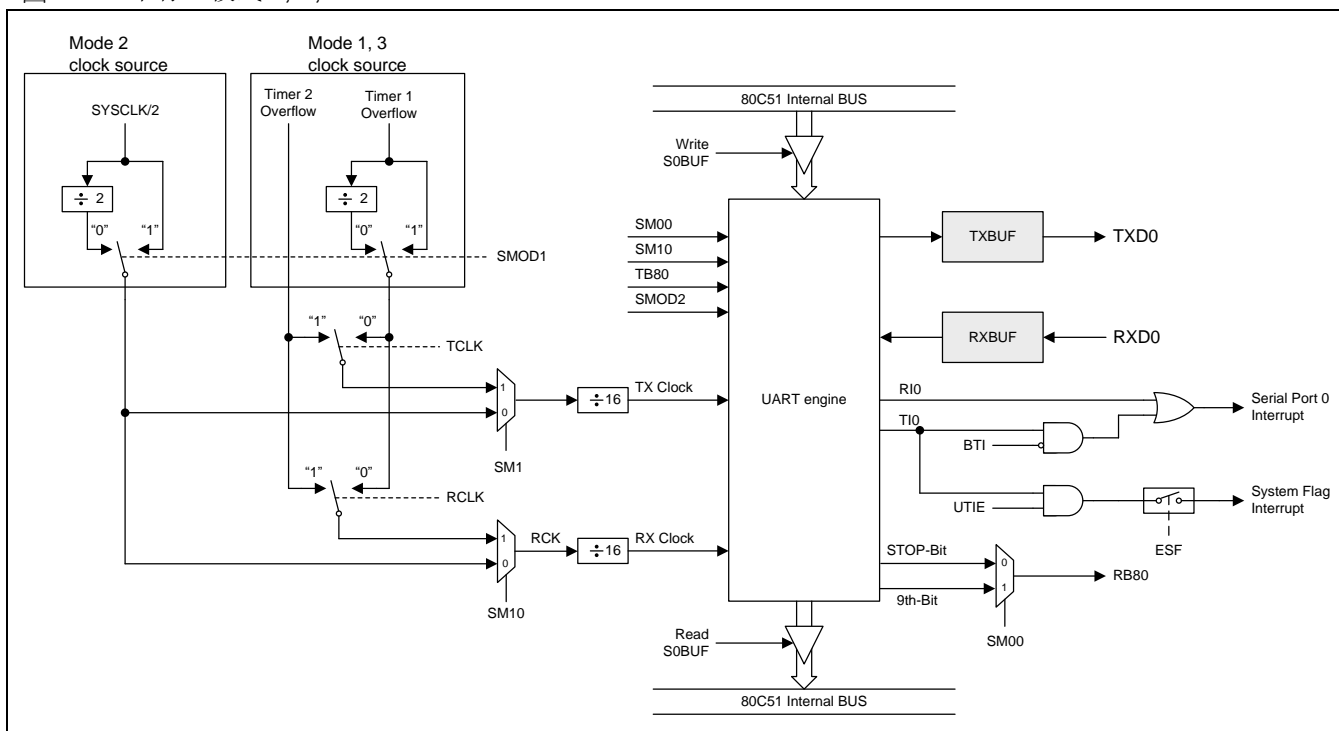 Mode 2
clock source
Mode 1, 3
clock source
SYSCLK/2
Timer 2
Overflow
Timer 1
Overflow
÷ 2
÷ 2
“0”
“1”
“0”
“1”
SMOD1
“1”
“0”
TCLK
1
0
SM1
÷16
TX Clock
“1”
“0”
RCLK
1
0
SM10
RCK
÷16
RX Clock
80C51 Internal BUS
Write
S0BUF
SM00
SM10
TB80
SMOD2
UART engine
TXBUF
TXD0
RXBUF
RXD0
RI0
TI0
BTI
Serial Port 0
Interrupt
UTIE
ESF
System Flag
Interrupt
STOP-Bit
9th-Bit
0
1
SM00
RB80
Read
S0BUF
80C51 Internal BUS